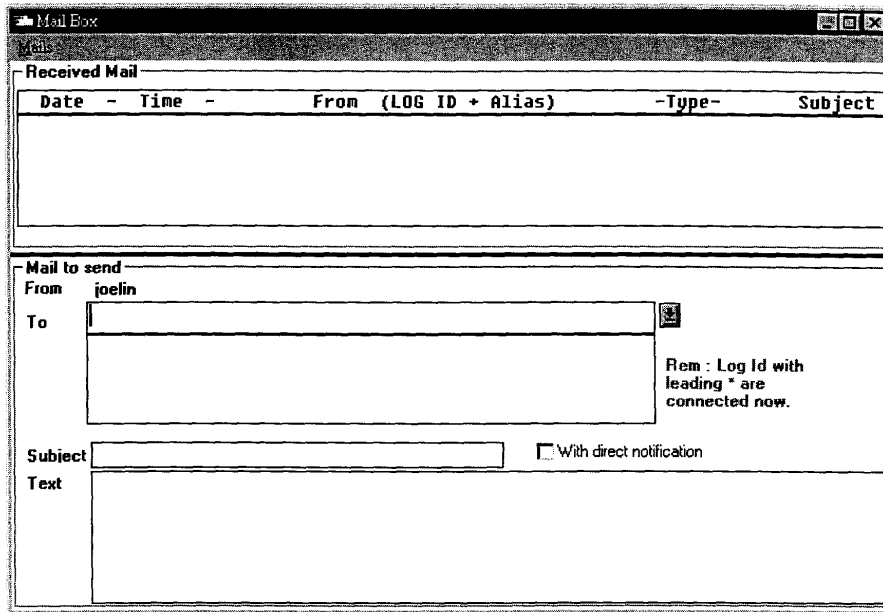 Mail Box
Mails
Received Mail
Date - Time - From (LOG ID + Alias) -Type- Subject
Mail to send
From joelin
To
Rem : Log Id with
leading * are
connected now.
Subject
With direct notification
Text